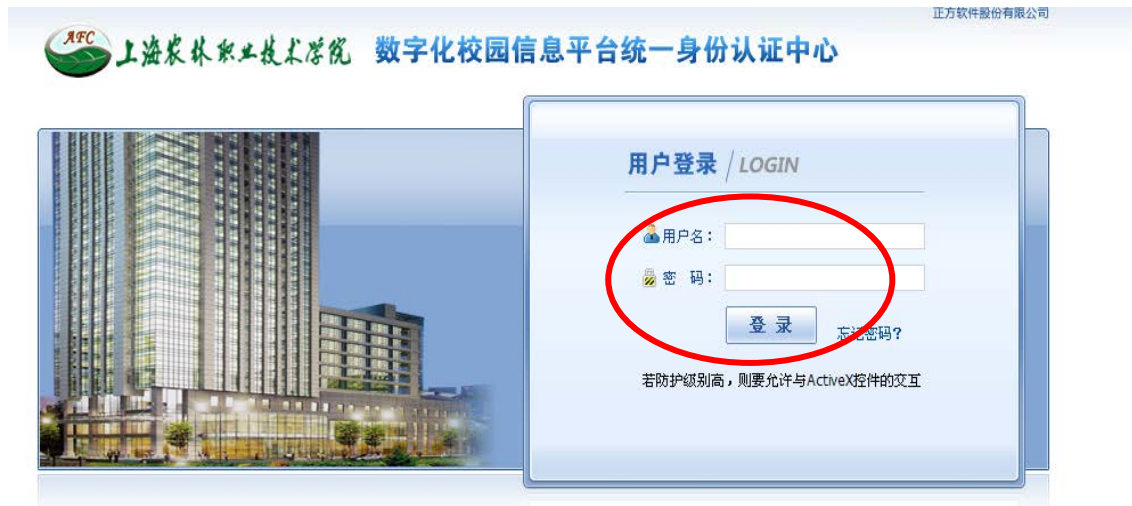 正方软件股份有限公司
AFC 上海农林职业技术学院 数字化校园信息平台统一身份认证中心
用户登录 / LOGIN
用户名：
密 码：
登 录 忘记密码?
若防护级别高，则要允许与ActiveX控件的交互